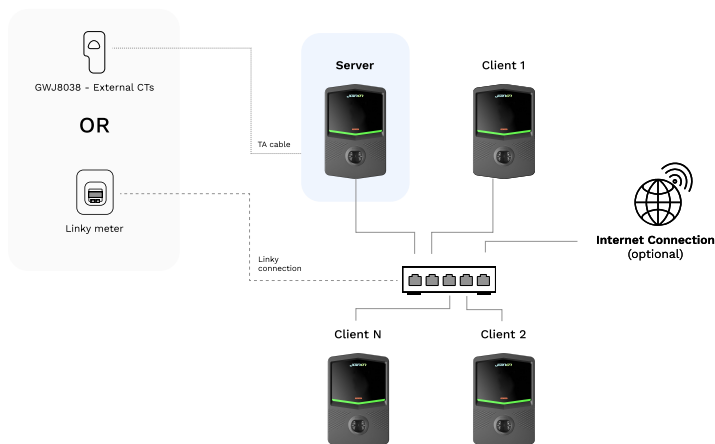 Server
Client 1
GWJ8038 - External CTs
OR
TA cable
Linky meter
Internet Connection
(optional)
Linky
connection
Client N
Client 2